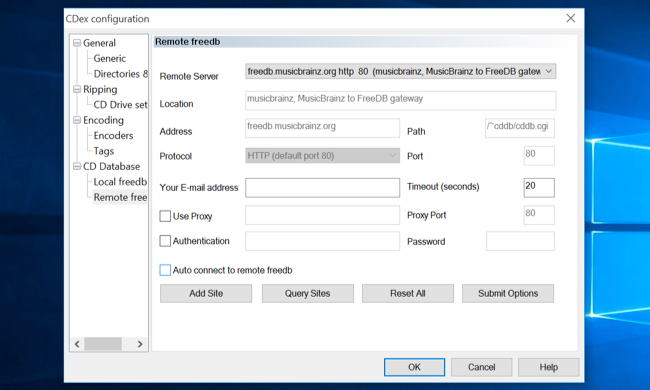 CDex configuration
General
Generic
Directories &
Ripping
CD Drive set
Encoding
Encoders
Tags
CD Database
Local freedb
Remote free
Remote freedb
Remote Server freedb.musicbrainz.org http 80 (musicbrainz, MusicBrainz to FreeDB gatew
Location musicbrainz, MusicBrainz to FreeDB gateway
Address freedb.musicbrainz.org Path /~cddb/cddb.cgi
Protocol HTTP (default port 80) Port 80
Your E-mail address Timeout (seconds) 20
Use Proxy Proxy Port 80
Authentication Password
Auto connect to remote freedb
Add Site Query Sites Reset All Submit Options
OK Cancel Help